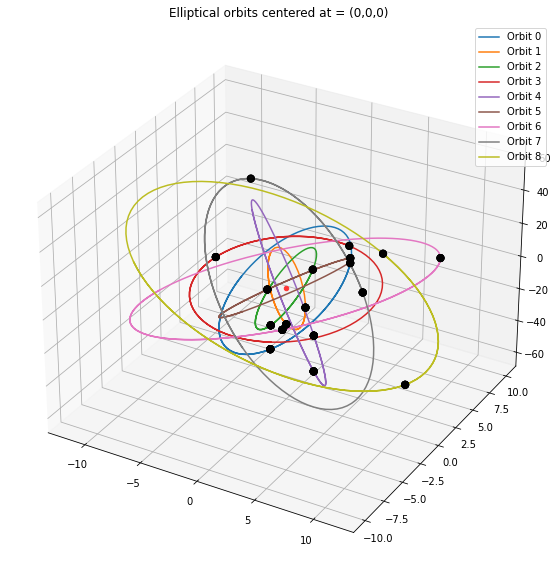 Elliptical orbits centered at = (0,0,0)
Orbit 0
Orbit 1
Orbit 2
Orbit 3
Orbit 4
Orbit 5
Orbit 6
Orbit 7
Orbit 8
40
20
0
−20
−40
−60
10.0
7.5
5.0
2.5
0.0
−2.5
−5.0
−7.5
−10.0
−10
−5
0
5
10